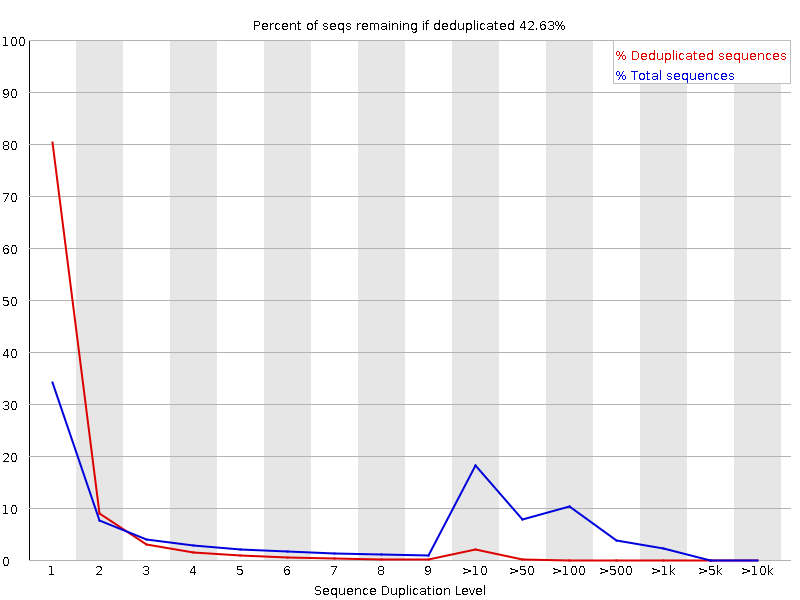 Percent of seqs remaining if deduplicated 42.63%
% Deduplicated sequences
% Total sequences
100
90
80
70
60
50
40
30
20
10
0
1 2 3 4 5 6 7 8 9 >10 >50 >100 >500 >1k >5k >10k
Sequence Duplication Level